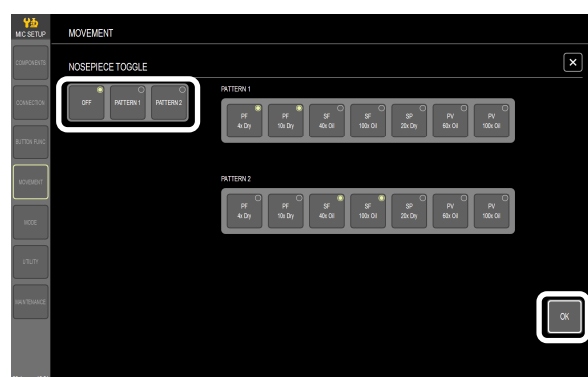 MIC SETUP
MOVEMENT
COMPONENTS
NOSEPIECE TOGGLE
X
OFF
PATTERN 1
PATTERN 2
PATTERN 1
PF
4x Dry
PF
10x Dry
SF
40x Oil
SF
100x Oil
SP
20x Dry
PV
60x Oil
PV
100x Oil
CONNECTION
BUTTON FUNC
MOVEMENT
PATTERN 2
PF
4x Dry
PF
10x Dry
SF
40x Oil
SF
100x Oil
SP
20x Dry
PV
60x Oil
PV
100x Oil
MODE
UTILITY
MAINTENANCE
OK